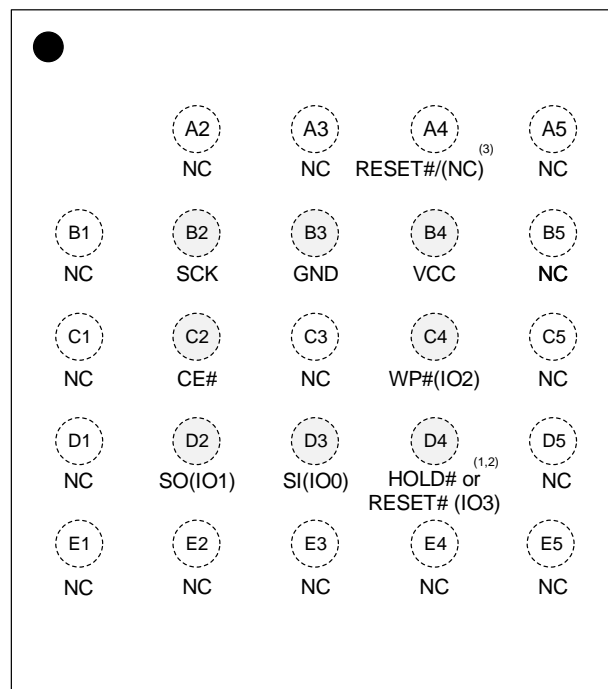 A2 A3 A4 A5
(3)
NC NC RESET#/(NC) NC
B1 B2 B3 B4 B5
NC SCK GND VCC NC
C1 C2 C3 C4 C5
NC CE# NC WP#(IO2) NC
D1 D2 D3 D4 D5
(1,2)
NC SO(IO1) SI(IO0) HOLD# or NC
RESET# (IO3)
E1 E2 E3 E4 E5
NC NC NC NC NC